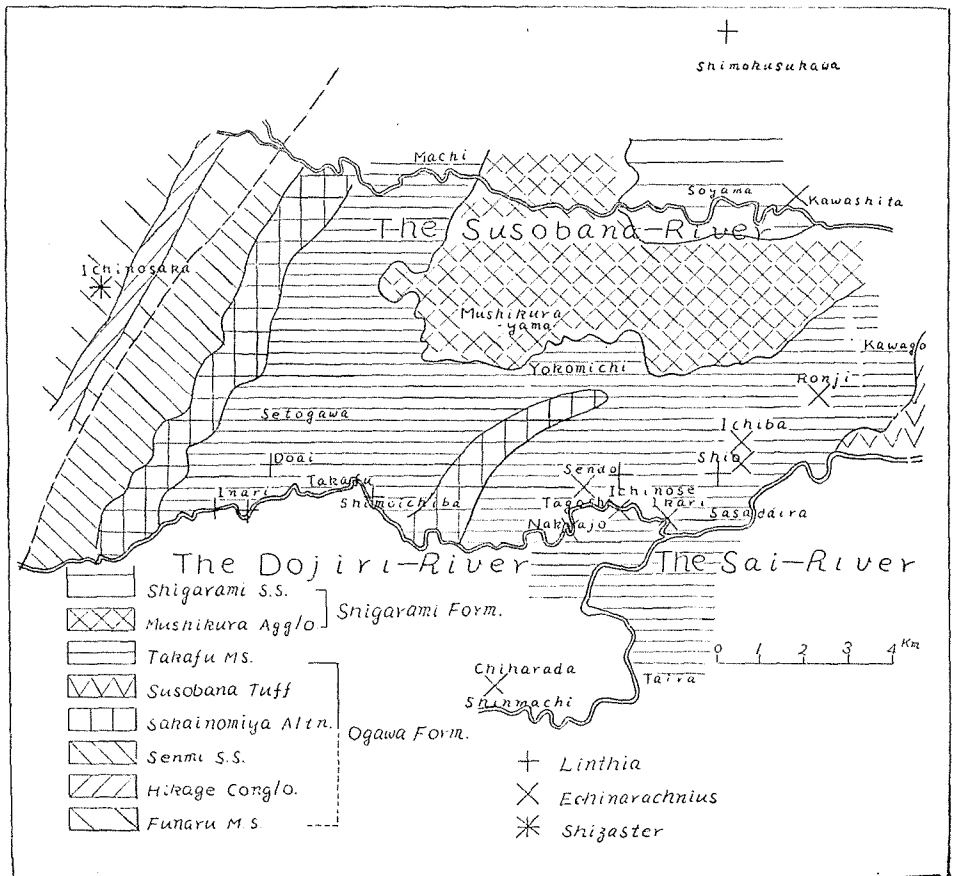 Shimokusukawa
Machi
Soyama
Kawashita
The Susobana-River
Ichinosaka
Mushikura
-yama
Kawago
Yokomichi
Ronji
Setogawa
Ichiba
Doai
Sendo
Shio
Takafu
Ichinose
Inari
Shimoichiba
Tagoshi
Ikari
Sasadaira
Nakajo
The Dojiri-River
The Sai-River
Shigarami S.S.
Mushikura Agglo
Shigarami Form.
Takafu MS.
Susobana Tuff
Sakainomiya Altn.
Senmi S.S.
Hikage Conglo.
Funaru M.S.
Ogawa Form.
0 1 2 3 4 Km
Taira
Chiharada
Shinmachi
Linthia
Echinarachnius
Shizaster